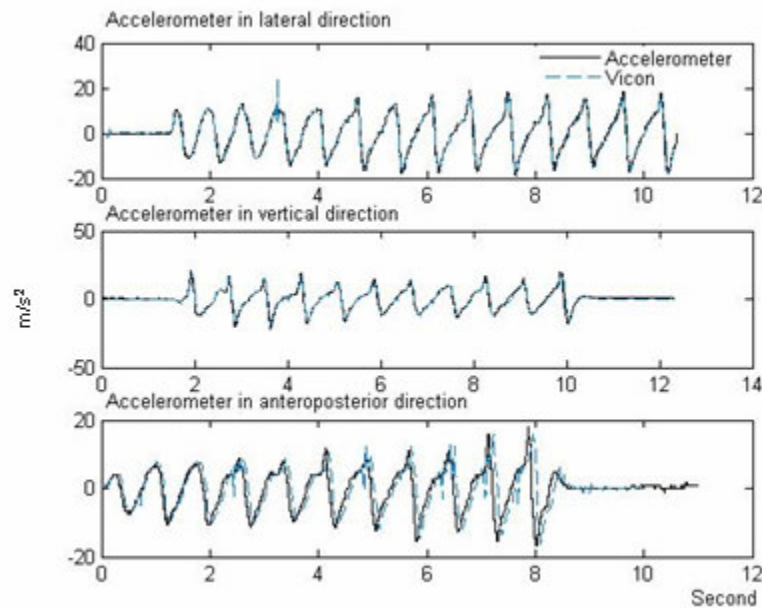 Accelerometer in lateral direction
40
20
0
-20
Accelerometer
Vicon
0 2 4 6 8 10 12
Accelerometer in vertical direction
50
0
-50
m/s²
0 2 4 6 8 10 12 14
Accelerometer in anteroposterior direction
20
0
-20
0 2 4 6 8 10 12
Second